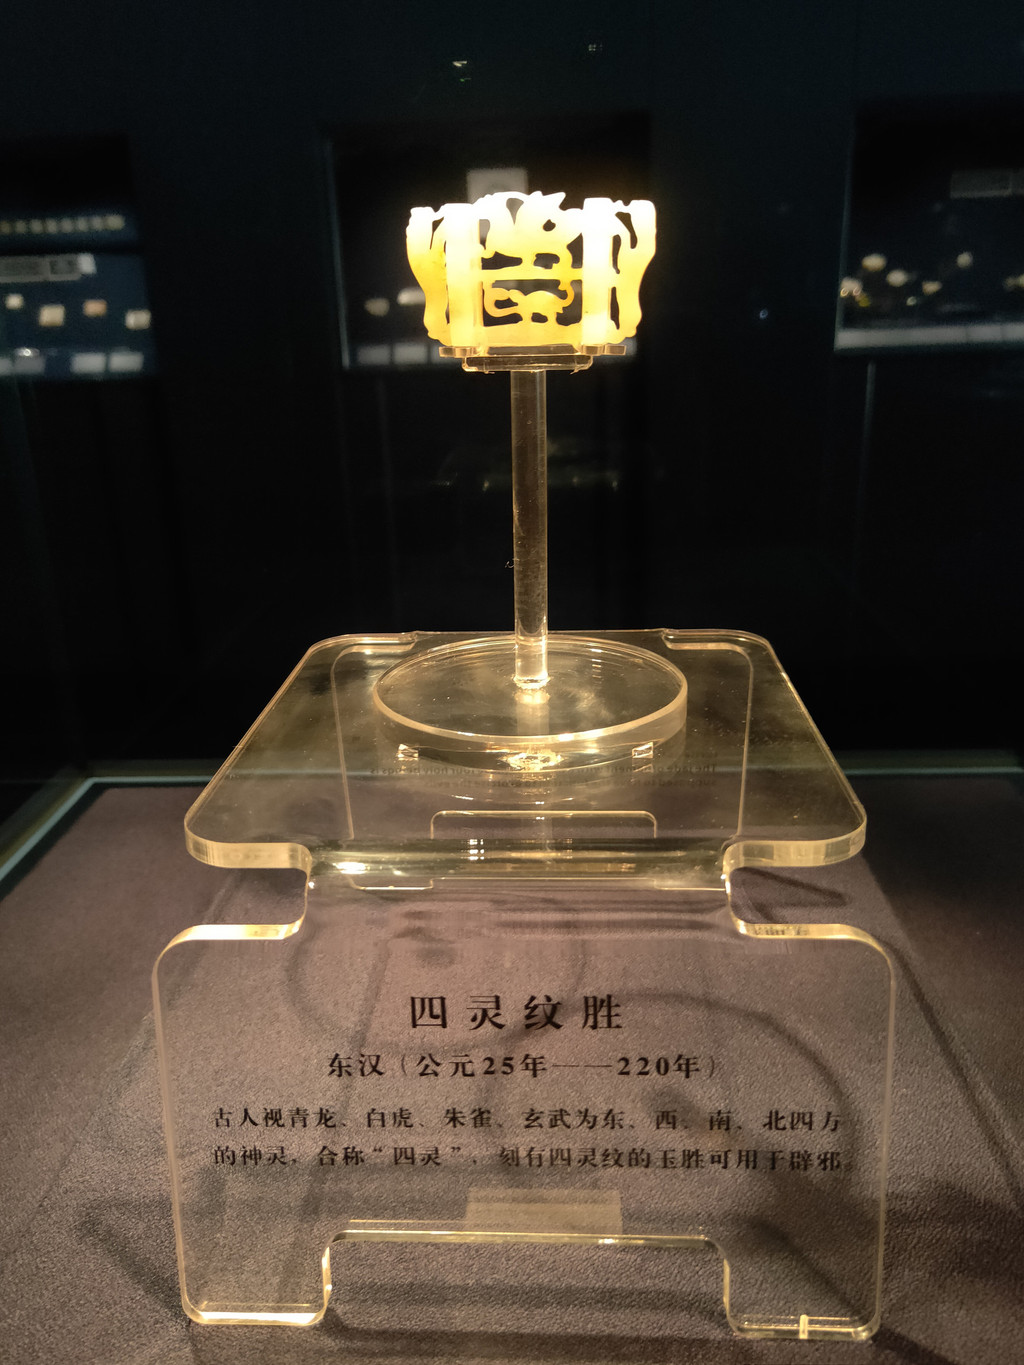 四灵纹胜
东汉（公元25年——220年）
古人视青龙、白虎、朱雀、玄武为东、西、南、北四方
的神灵，合称“四灵”，刻有四灵纹的玉胜可用于辟邪。